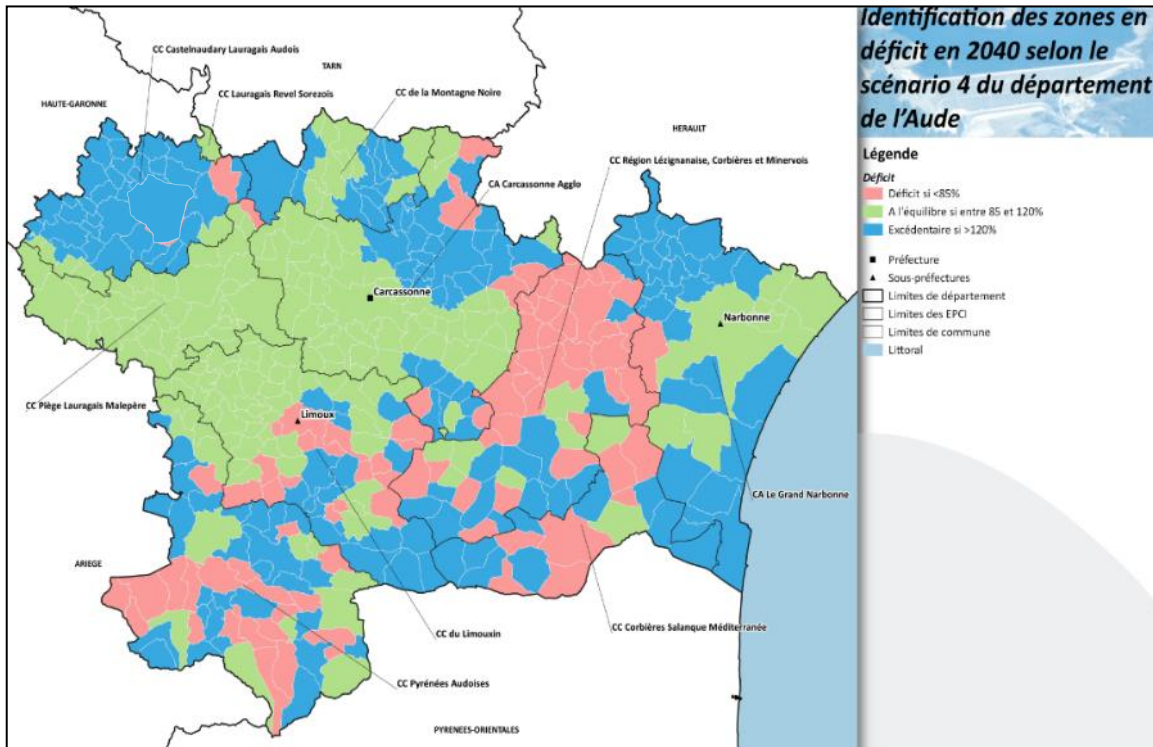 Identification des zones en
déficit en 2040 selon le
scénario 4 du département
de l'Aude
Légende
Déficit
Déficit si <85%
A l'équilibre si entre 85 et 120%
Excédentaire si >120%
Préfecture
Sous-préfectures
Limites de département
Limites des EPCI
Limites de commune
Littoral
CC Castelnaudary Lauragais Audois
TARN
CC Lauragais Revel Sorezois
CC de la Montagne Noire
HAUTE-GARONNE
HERAULT
CC Région Lézignanaise, Corbières et Minervois
CA Carcassonne Agglo
Carcassonne
Narbonne
CC Piège Lauragais Malepère
Limoux
CA Le Grand Narbonne
ARIEGE
CC Corbières Salanque Méditerranée
CC du Limouxin
CC Pyrénées Audoises
PYRENEES-ORIENTALES